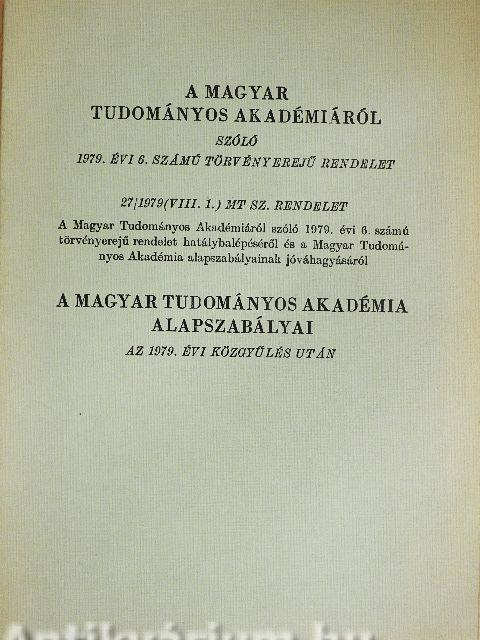 A MAGYAR
TUDOMÁNYOS AKADÉMIÁRÓL
SZÓLÓ
1979. ÉVI 6. SZÁMÚ TÖRVÉNYEREJŰ RENDELET
27/1979(VIII. 1.) MT SZ. RENDELET
A Magyar Tudományos Akadémiáról szóló 1979. évi 6. számú
törvényerejű rendelet hatálybalépéséről és a Magyar Tudomá-
nyos Akadémia alapszabályainak jóváhagyásáról
A MAGYAR TUDOMÁNYOS AKADÉMIA
ALAPSZABÁLYAI
AZ 1979. ÉVI KÖZGYŰLÉS UTÁN
Antikvárium.hu